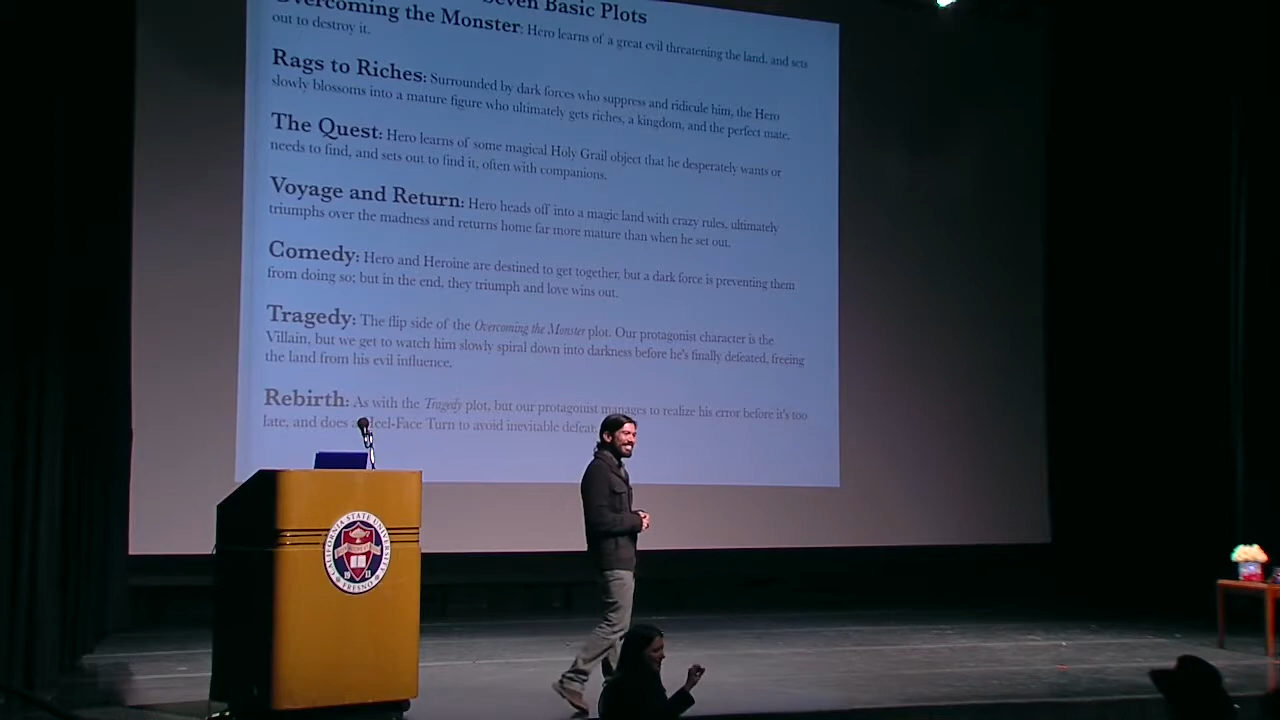 Seven Basic Plots
Overcoming the Monster: Hero learns of a great evil threatening the land, and sets
out to destroy it.
Rags to Riches: Surrounded by dark forces who suppress and ridicule him, the Hero
slowly blossoms into a mature figure who ultimately gets riches, a kingdom, and the perfect mate.
The Quest: Hero learns of some magical Holy Grail object that he desperately wants or
needs to find, and sets out to find it, often with companions.
Voyage and Return: Hero heads off into a magic land with crazy rules, ultimately
triumphs over the madness and returns home far more mature than when he set out.
Comedy: Hero and Heroine are destined to get together, but a dark force is preventing them
from doing so; but in the end, they triumph and love wins out.
Tragedy: The flip side of the Overcoming the Monster plot. Our protagonist character is the
Villain, but we get to watch him slowly spiral down into darkness before he's finally defeated, freeing
the land from his evil influence.
Rebirth: As with the Tragedy plot, but our protagonist manages to realize his error before it's too
late, and does a Heel-Face Turn to avoid inevitable defeat.
CALIFORNIA STATE UNIVERSITY
1911
FRESNO